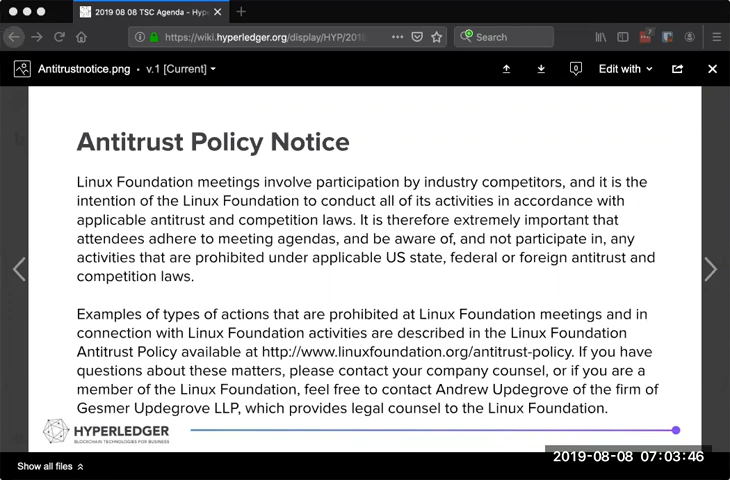 2019 08 08 TSC Agenda - Hype
https://wiki.hyperledger.org/display/HYP/201
Search
Antitrustnotice.png • v.1 [Current]
0
Edit with
Antitrust Policy Notice
Linux Foundation meetings involve participation by industry competitors, and it is the
intention of the Linux Foundation to conduct all of its activities in accordance with
applicable antitrust and competition laws. It is therefore extremely important that
attendees adhere to meeting agendas, and be aware of, and not participate in, any
activities that are prohibited under applicable US state, federal or foreign antitrust and
competition laws.
Examples of types of actions that are prohibited at Linux Foundation meetings and in
connection with Linux Foundation activities are described in the Linux Foundation
Antitrust Policy available at http://www.linuxfoundation.org/antitrust-policy. If you have
questions about these matters, please contact your company counsel, or if you are a
member of the Linux Foundation, feel free to contact Andrew Updegrove of the firm of
Gesmer Updegrove LLP, which provides legal counsel to the Linux Foundation.
HYPERLEDGER
BLOCKCHAIN TECHNOLOGIES FOR BUSINESS
2019-08-08 07:03:46
Show all files